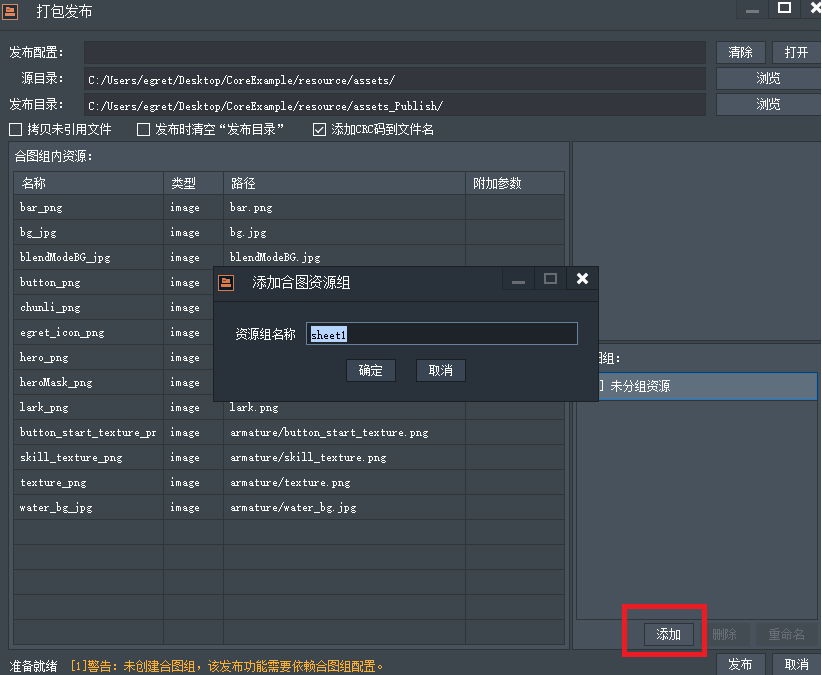 打包发布
发布配置: 清除 打开
源目录: C:/Users/egret/Desktop/CoreExample/resource/assets/ 浏览
发布目录: C:/Users/egret/Desktop/CoreExample/resource/assets_Publish/ 浏览
拷贝未引用文件 发布时清空“发布目录” 添加CRC码到文件名
合图组内资源:
名称 类型 路径 附加参数
bar_png image bar.png
bg_jpg image bg.jpg
blendModeBG_jpg image blendModeBG.jpg
button_png image
chunli_png image
egret_icon_png image
hero_png image
heroMask_png image
lark_png image lark.png
button_start_texture_pr image armature/button_start_texture.png
skill_texture_png image armature/skill_texture.png
texture_png image armature/texture.png
water_bg_jpg image armature/water_bg.jpg
添加合图资源组
资源组名称 sheet1
确定 取消
图组:
未分组资源
添加 删除 重命名
准备就绪 [1]警告: 未创建合图组，该发布功能需要依赖合图组配置。 发布 取消